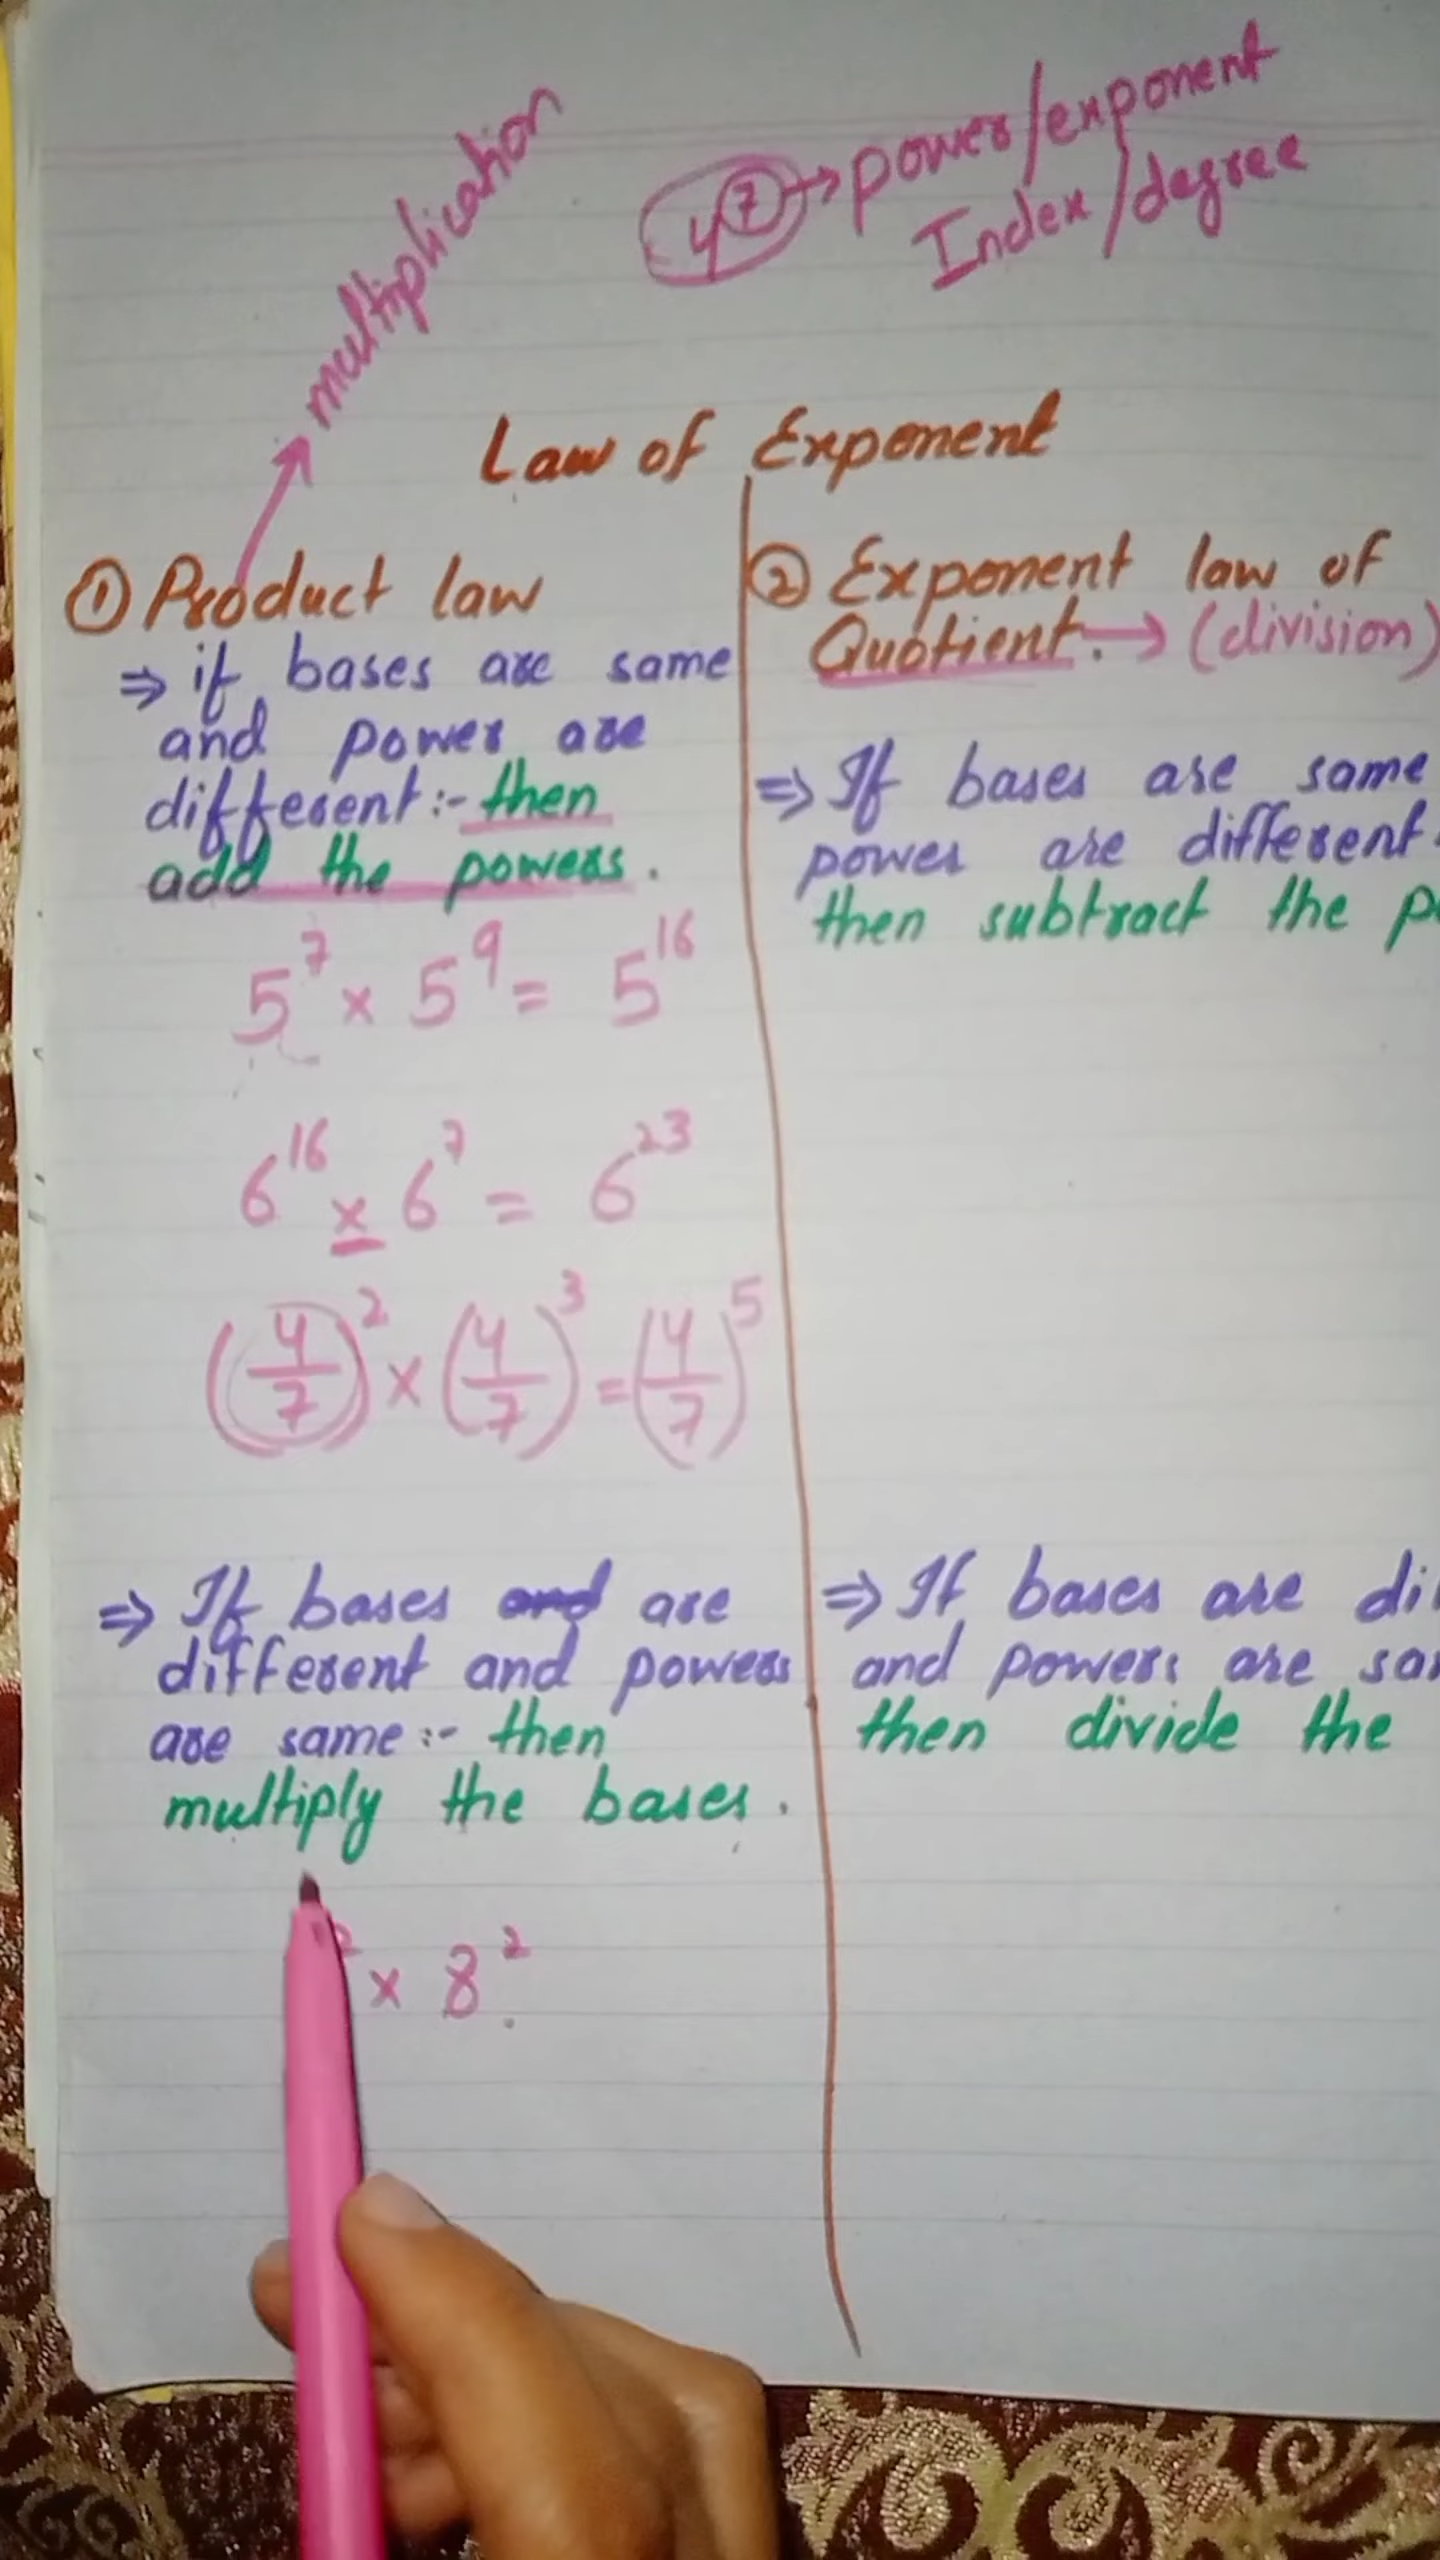 multiplication
4⁷ → power/exponent
Index/degree
Law of Exponent
① Product law
⇒ if bases are same
and power are
different:- then
add the powers.
5⁷ × 5⁹ = 5¹⁶
6¹⁶ × 6⁷ = 6²³
(4/7)² × (4/7)³ = (4/7)⁵
⇒ If bases and are
different and powers
are same:- then
multiply the bases.
² × 8²
② Exponent law of
Quotient. → (division)
⇒ If bases are same
power are different
then subtract the
⇒ If bases are
and powers are
then divide the